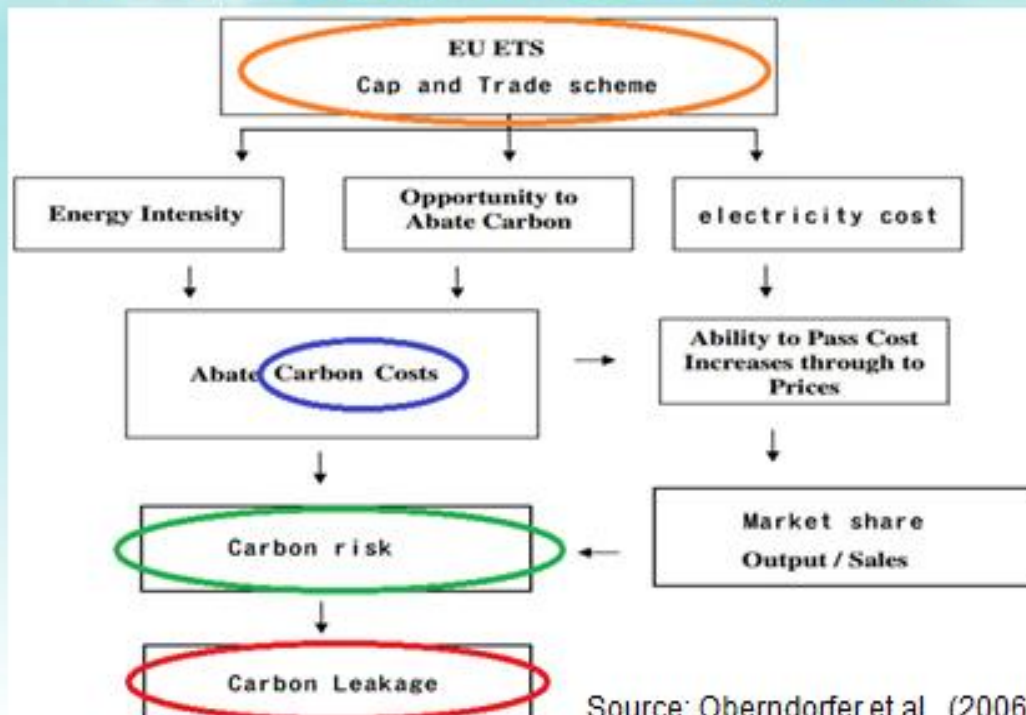 EU ETS
Cap and Trade scheme
Energy Intensity
Opportunity to
Abate Carbon
electricity cost
Abate Carbon Costs
Ability to Pass Cost
Increases through to
Prices
Carbon risk
Market share
Output / Sales
Carbon Leakage
Source: Oberndorfer et al. (2006